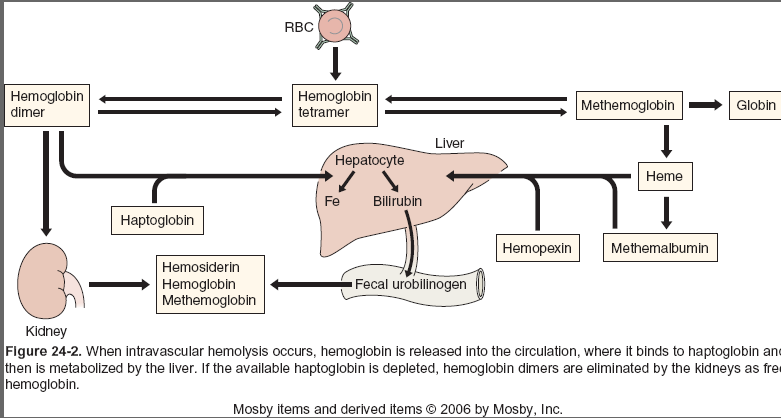 RBC
Hemoglobin
dimer
Hemoglobin
tetramer
Methemoglobin
Globin
Liver
Hepatocyte
Fe
Bilirubin
Heme
Haptoglobin
Hemopexin
Methemalbumin
Hemosiderin
Hemoglobin
Methemoglobin
Fecal urobilinogen
Kidney
Figure 24-2. When intravascular hemolysis occurs, hemoglobin is released into the circulation, where it binds to haptoglobin and
then is metabolized by the liver. If the available haptoglobin is depleted, hemoglobin dimers are eliminated by the kidneys as free
hemoglobin.
Mosby items and derived items © 2006 by Mosby, Inc.